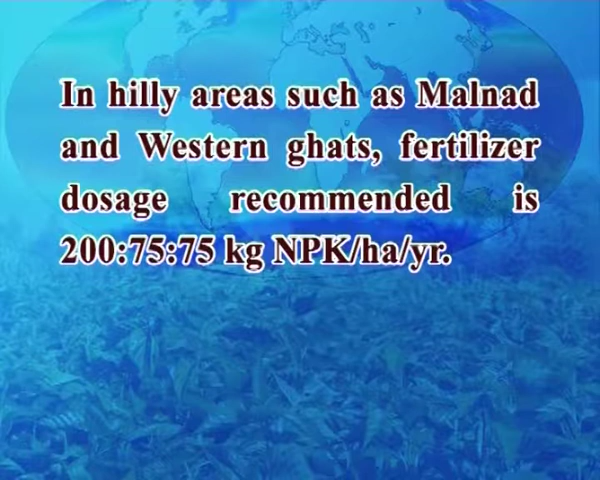 In hilly areas such as Malnad
and Western ghats, fertilizer
dosage recommended is
200:75:75 kg NPK/ha/yr.